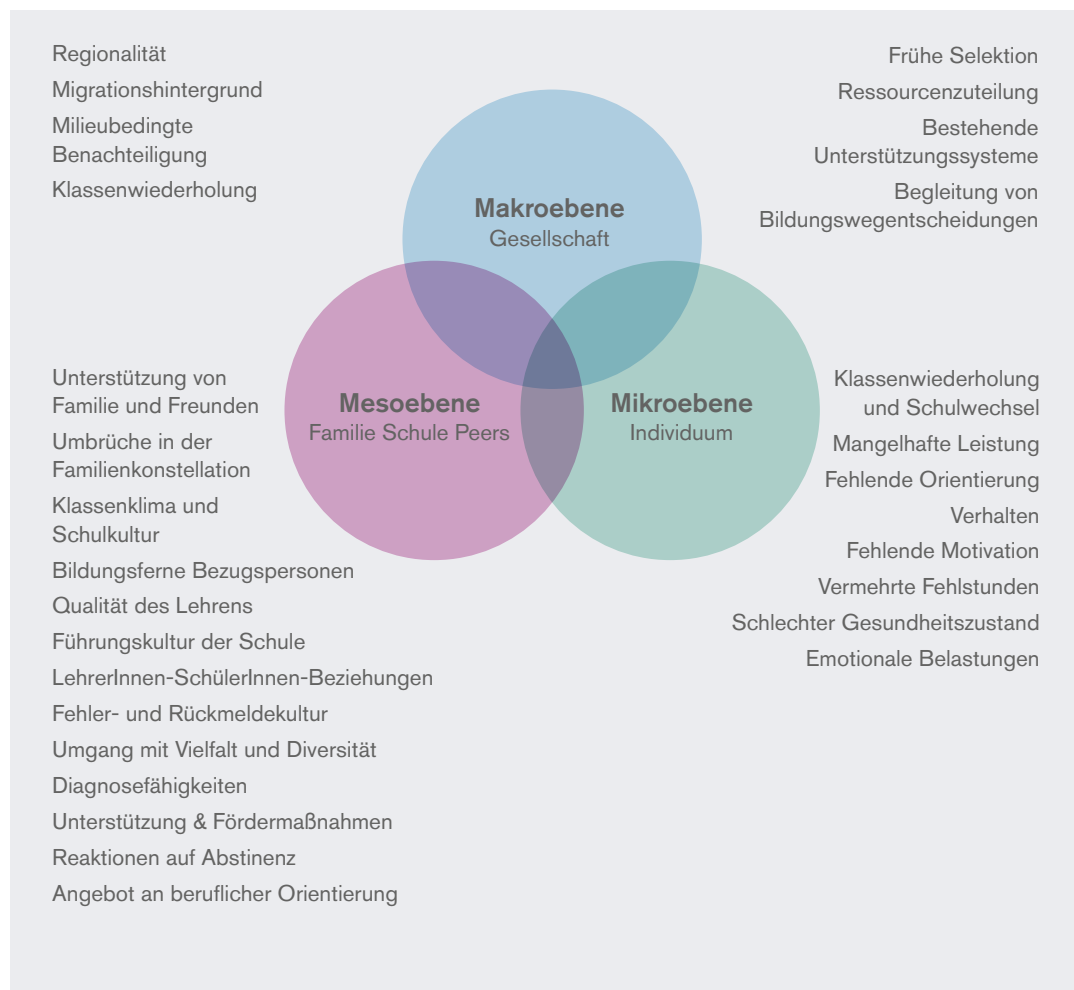 Regionalität
Migrationshintergrund
Milieubedingte
Benachteiligung
Klassenwiederholung
Frühe Selektion
Ressourcenzuteilung
Bestehende
Unterstützungssysteme
Begleitung von
Bildungswegentscheidungen
Makroebene
Gesellschaft
Mesoebene
Familie Schule Peers
Mikroebene
Individuum
Unterstützung von
Familie und Freunden
Umbrüche in der
Familienkonstellation
Klassenklima und
Schulkultur
Bildungsferne Bezugspersonen
Qualität des Lehrens
Führungskultur der Schule
LehrerInnen-SchülerInnen-Beziehungen
Fehler- und Rückmeldekultur
Umgang mit Vielfalt und Diversität
Diagnosefähigkeiten
Unterstützung & Fördermaßnahmen
Reaktionen auf Abstinenz
Angebot an beruflicher Orientierung
Klassenwiederholung
und Schulwechsel
Mangelhafte Leistung
Fehlende Orientierung
Verhalten
Fehlende Motivation
Vermehrte Fehlstunden
Schlechter Gesundheitszustand
Emotionale Belastungen